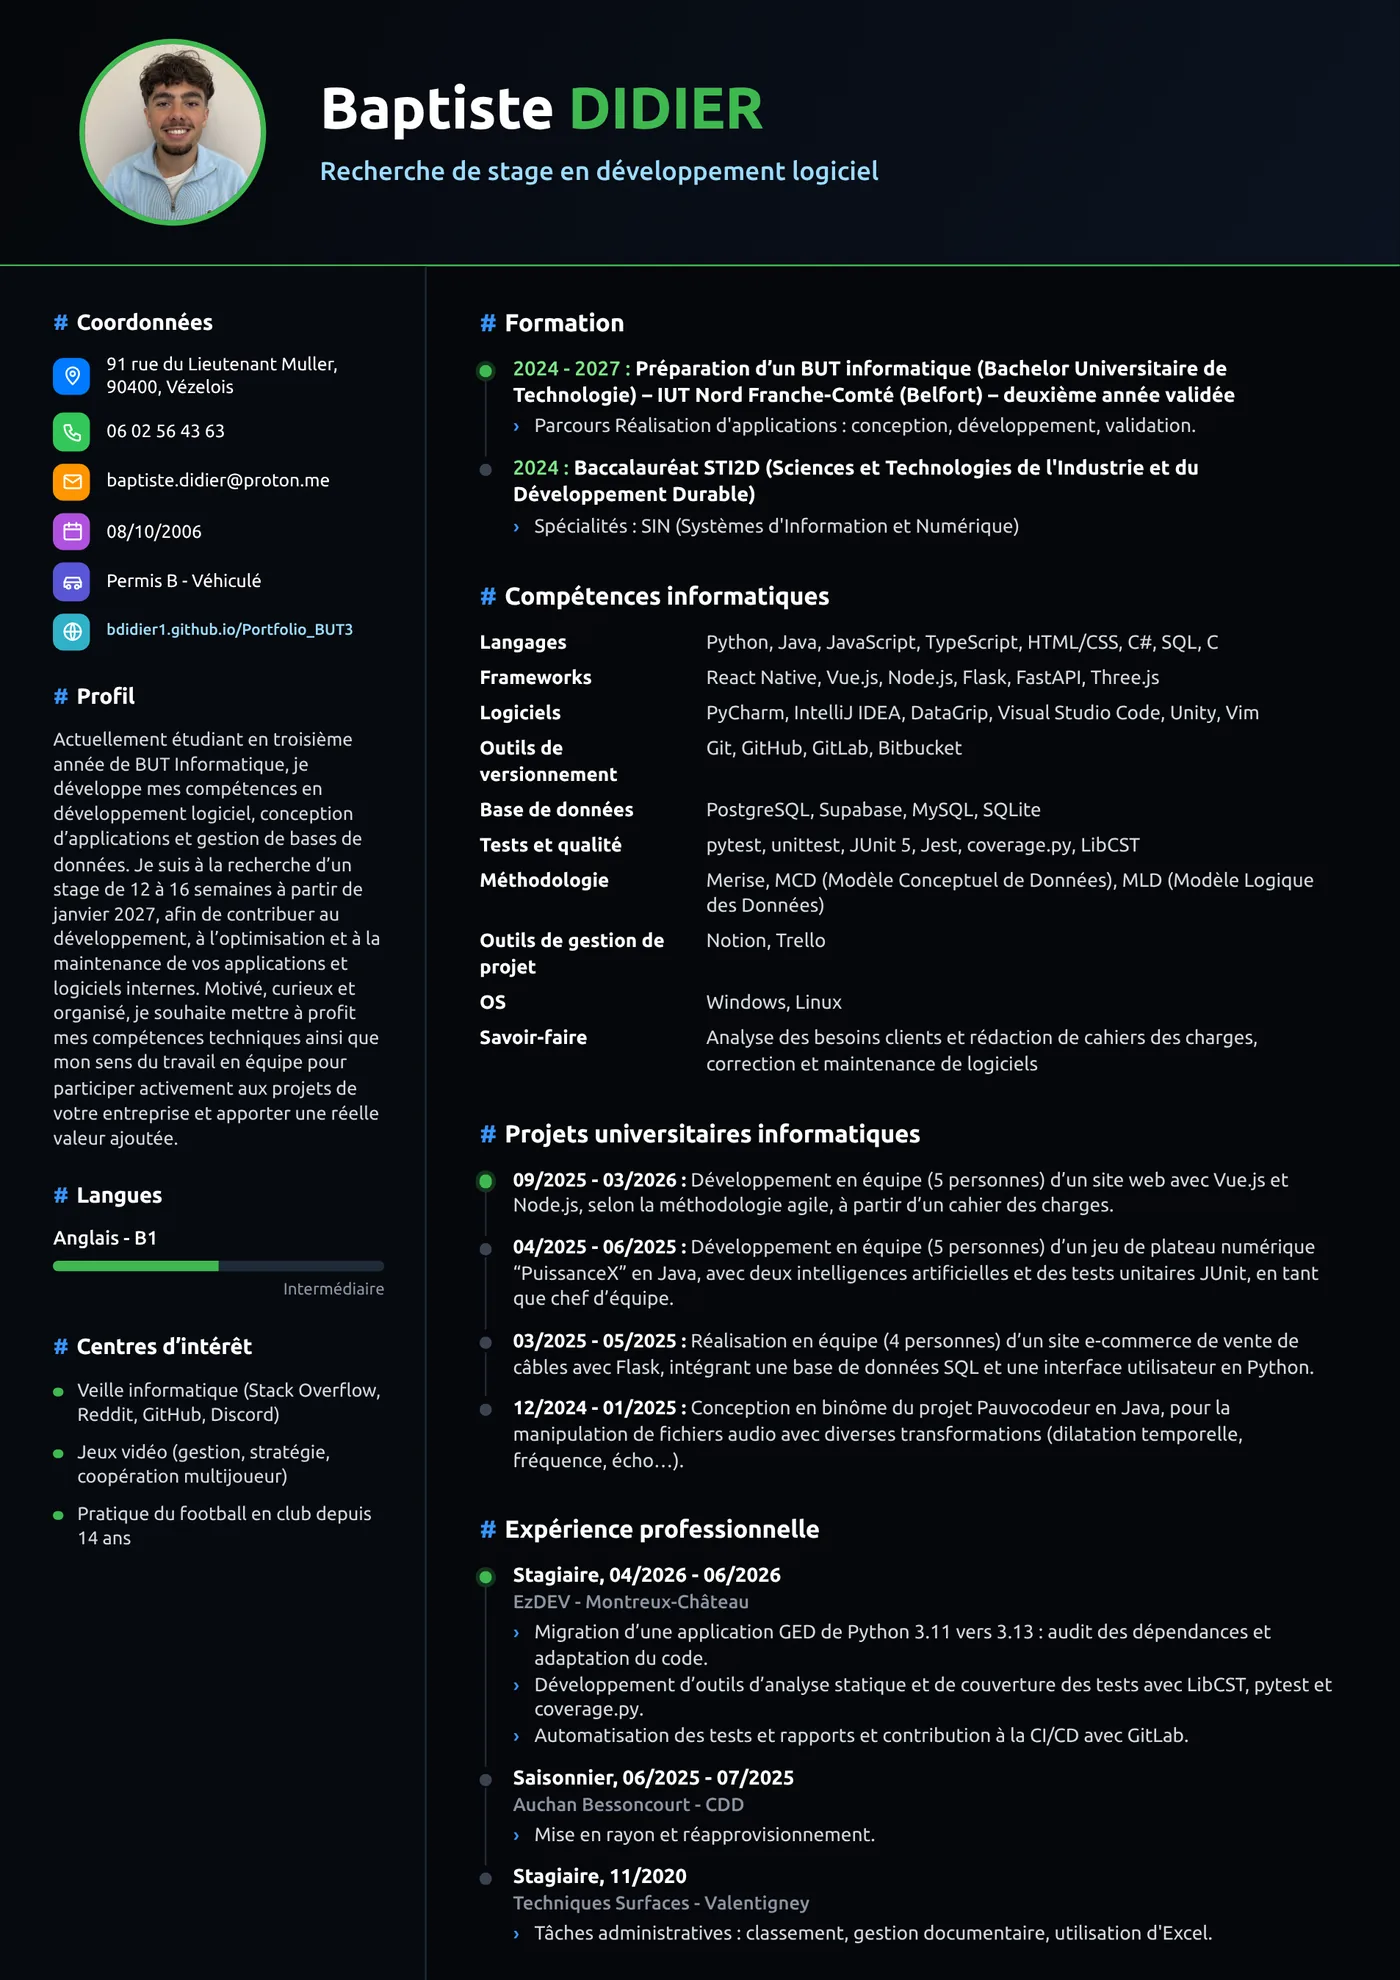 Baptiste DIDIER
Recherche de stage en développement logiciel
# Coordonnées
91 rue du Lieutenant Muller,
90400, Vézelois
06 02 56 43 63
baptiste.didier@proton.me
08/10/2006
Permis B - Véhiculé
bdidier1.github.io/Portfolio_BUT3
# Profil
Actuellement étudiant en troisième
année de BUT Informatique, je
développe mes compétences en
développement logiciel, conception
d’applications et gestion de bases de
données. Je suis à la recherche d’un
stage de 12 à 16 semaines à partir de
janvier 2027, afin de contribuer au
développement, à l’optimisation et à la
maintenance de vos applications et
logiciels internes. Motivé, curieux et
organisé, je souhaite mettre à profit
mes compétences techniques ainsi que
mon sens du travail en équipe pour
participer activement aux projets de
votre entreprise et apporter une réelle
valeur ajoutée.
# Langues
Anglais - B1
Intermédiaire
# Centres d’intérêt
Veille informatique (Stack Overflow,
Reddit, GitHub, Discord)
Jeux vidéo (gestion, stratégie,
coopération multijoueur)
Pratique du football en club depuis
14 ans
# Formation
2024 - 2027 : Préparation d’un BUT informatique (Bachelor Universitaire de
Technologie) – IUT Nord Franche-Comté (Belfort) – deuxième année validée
› Parcours Réalisation d'applications : conception, développement, validation.
2024 : Baccalauréat STI2D (Sciences et Technologies de l'Industrie et du
Développement Durable)
› Spécialités : SIN (Systèmes d'Information et Numérique)
# Compétences informatiques
Langages Python, Java, JavaScript, TypeScript, HTML/CSS, C#, SQL, C
Frameworks React Native, Vue.js, Node.js, Flask, FastAPI, Three.js
Logiciels PyCharm, IntelliJ IDEA, DataGrip, Visual Studio Code, Unity, Vim
Outils de Git, GitHub, GitLab, Bitbucket
versionnement
Base de données PostgreSQL, Supabase, MySQL, SQLite
Tests et qualité pytest, unittest, JUnit 5, Jest, coverage.py, LibCST
Méthodologie Merise, MCD (Modèle Conceptuel de Données), MLD (Modèle Logique
des Données)
Outils de gestion de Notion, Trello
projet
OS Windows, Linux
Savoir-faire Analyse des besoins clients et rédaction de cahiers des charges,
correction et maintenance de logiciels
# Projets universitaires informatiques
09/2025 - 03/2026 : Développement en équipe (5 personnes) d’un site web avec Vue.js et
Node.js, selon la méthodologie agile, à partir d’un cahier des charges.
04/2025 - 06/2025 : Développement en équipe (5 personnes) d’un jeu de plateau numérique
“PuissanceX” en Java, avec deux intelligences artificielles et des tests unitaires JUnit, en tant
que chef d’équipe.
03/2025 - 05/2025 : Réalisation en équipe (4 personnes) d’un site e-commerce de vente de
câbles avec Flask, intégrant une base de données SQL et une interface utilisateur en Python.
12/2024 - 01/2025 : Conception en binôme du projet Pauvocodeur en Java, pour la
manipulation de fichiers audio avec diverses transformations (dilatation temporelle,
fréquence, écho…).
# Expérience professionnelle
Stagiaire, 04/2026 - 06/2026
EzDEV - Montreux-Château
› Migration d’une application GED de Python 3.11 vers 3.13 : audit des dépendances et
adaptation du code.
› Développement d’outils d’analyse statique et de couverture des tests avec LibCST, pytest et
coverage.py.
› Automatisation des tests et rapports et contribution à la CI/CD avec GitLab.
Saisonnier, 06/2025 - 07/2025
Auchan Bessoncourt - CDD
› Mise en rayon et réapprovisionnement.
Stagiaire, 11/2020
Techniques Surfaces - Valentigney
› Tâches administratives : classement, gestion documentaire, utilisation d'Excel.